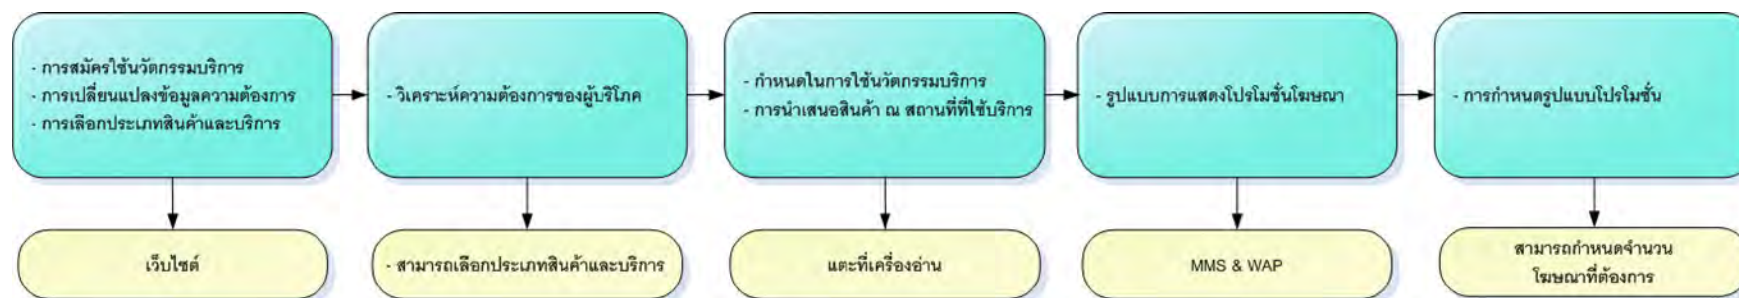 - การสมัครใช้นวัตกรรมบริการ
- การเปลี่ยนแปลงข้อมูลความต้องการ
- การเลือกประเภทสินค้าและบริการ
- วิเคราะห์ความต้องการของผู้บริโภค
- กำหนดในการใช้นวัตกรรมบริการ
- การนำเสนอสินค้า ณ สถานที่ที่ใช้บริการ
- รูปแบบการแสดงโปรโมชั่นโฆษณา
- การกำหนดรูปแบบโปรโมชั่น
เว็บไซต์
- สามารถเลือกประเภทสินค้าและบริการ
แตะที่เครื่องอ่าน
MMS & WAP
สามารถกำหนดจำนวน
โฆษณาที่ต้องการ